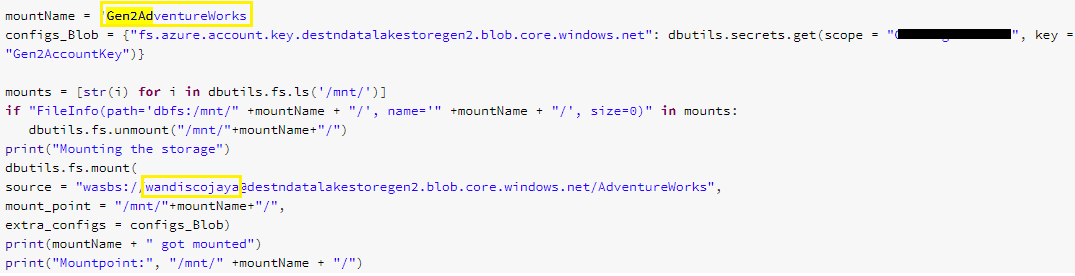 mountName = 'Gen2AdventureWorks
configs_Blob = {"fs.azure.account.key.destndatalakestoregen2.blob.core.windows.net": dbutils.secrets.get(scope = "", key =
"Gen2AccountKey")}
mounts = [str(i) for i in dbutils.fs.ls('/mnt/')]
if "FileInfo(path='dbfs:/mnt/" +mountName + "/', name='" +mountName + "/', size=0)" in mounts:
dbutils.fs.unmount("/mnt/"+mountName+"/")
print("Mounting the storage")
dbutils.fs.mount(
source = "wasbs://wandiscojaya@destndatalakestoregen2.blob.core.windows.net/AdventureWorks",
mount_point = "/mnt/"+mountName+"/",
extra_configs = configs_Blob)
print(mountName + " got mounted")
print("Mountpoint:", "/mnt/" +mountName + "/")